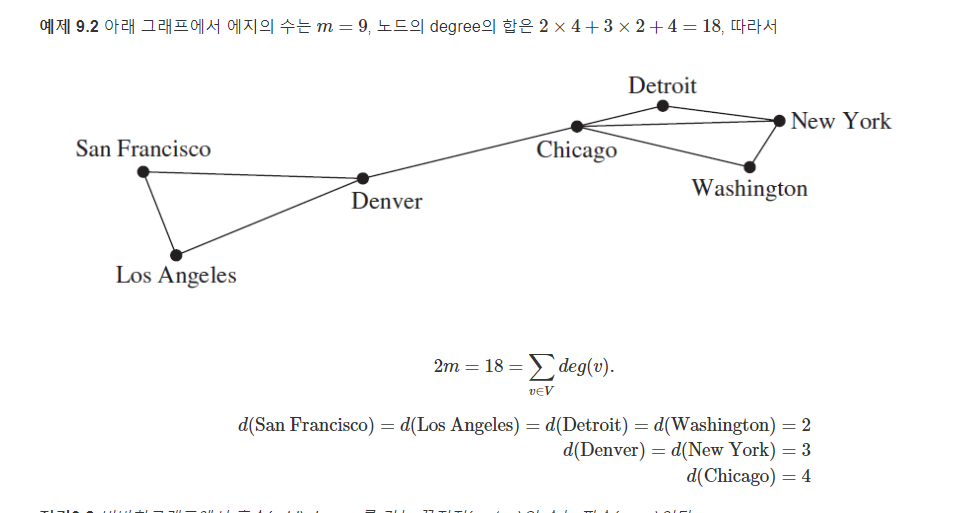 예제 9.2 아래 그래프에서 에지의 수는 m = 9, 노드의 degree의 합은 2 × 4 + 3 × 2 + 4 = 18, 따라서
Detroit
New York
San Francisco
Chicago
Washington
Denver
Los Angeles
2m = 18 = ∑ deg(v).
v∈V
d(San Francisco) = d(Los Angeles) = d(Detroit) = d(Washington) = 2
d(Denver) = d(New York) = 3
d(Chicago) = 4